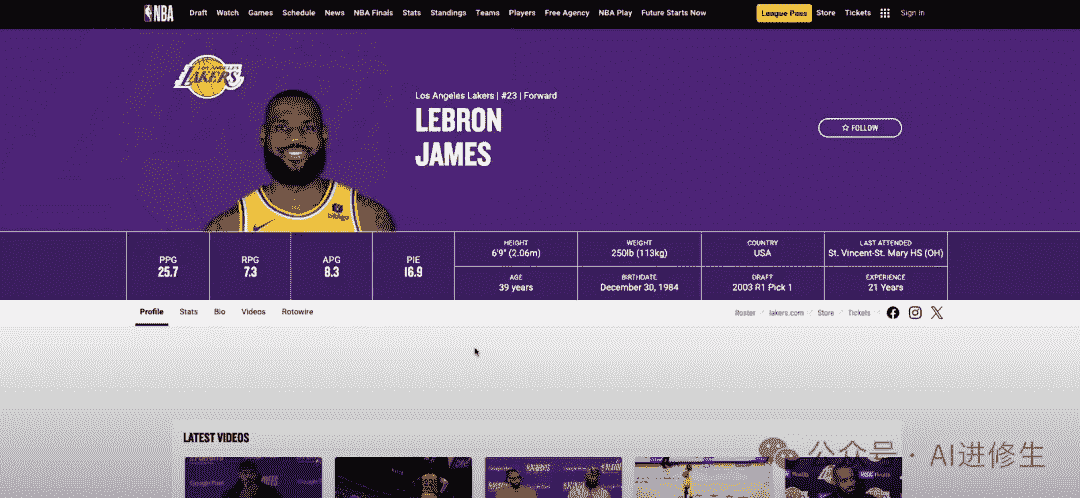 NBA Draft Watch Games Schedule News NBA Finals Stats Standings Teams Players Free Agency NBA Play Future Starts Now League Pass Store Tickets Sign in
LOS ANGELES
LAKERS
Los Angeles Lakers | #23 | Forward
LEBRON
JAMES
☆ FOLLOW
bibigo
PPG
25.7
RPG
7.3
APG
8.3
PIE
16.9
HEIGHT
6'9" (2.06m)
WEIGHT
250lb (113kg)
COUNTRY
USA
LAST ATTENDED
St. Vincent-St. Mary HS (OH)
AGE
39 years
BIRTHDATE
December 30, 1984
DRAFT
2003 R1 Pick 1
EXPERIENCE
21 Years
Profile Stats Bio Videos Rotowire
Roster / lakers.com / Store / Tickets /
LATEST VIDEOS
公众号 · AI进修生